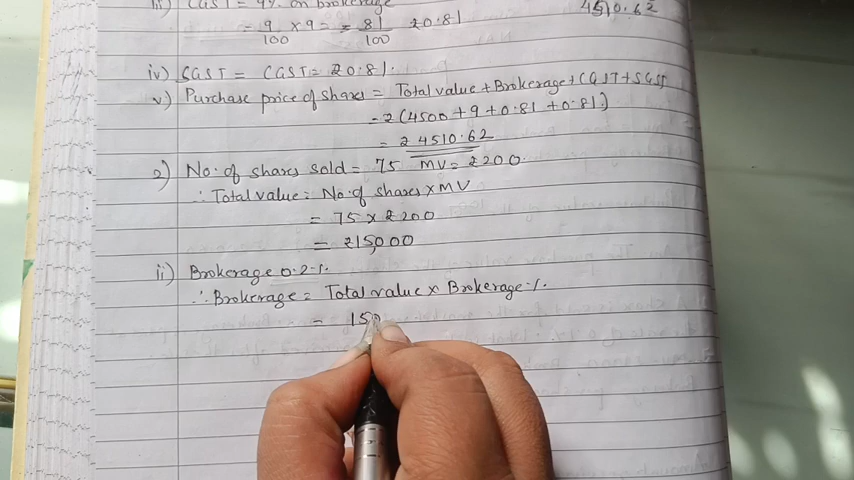 iii) CGST = 9% on brokerage
= 9/100 × 9 = 81/100 ₹0.81
4510.62
iv) SGST = CGST = ₹0.81.
v) Purchase price of shares = Total value + Brokerage + CGST + SGST
= ₹(4500 + 9 + 0.81 + 0.81)
= ₹4510.62
2) No. of shares sold = 75 MV = ₹200.
∴ Total value = No. of shares × MV
= 75 × ₹200
= ₹15,000
ii) Brokerage 0.2%.
∴ Brokerage = Total value × Brokerage %.
= 150